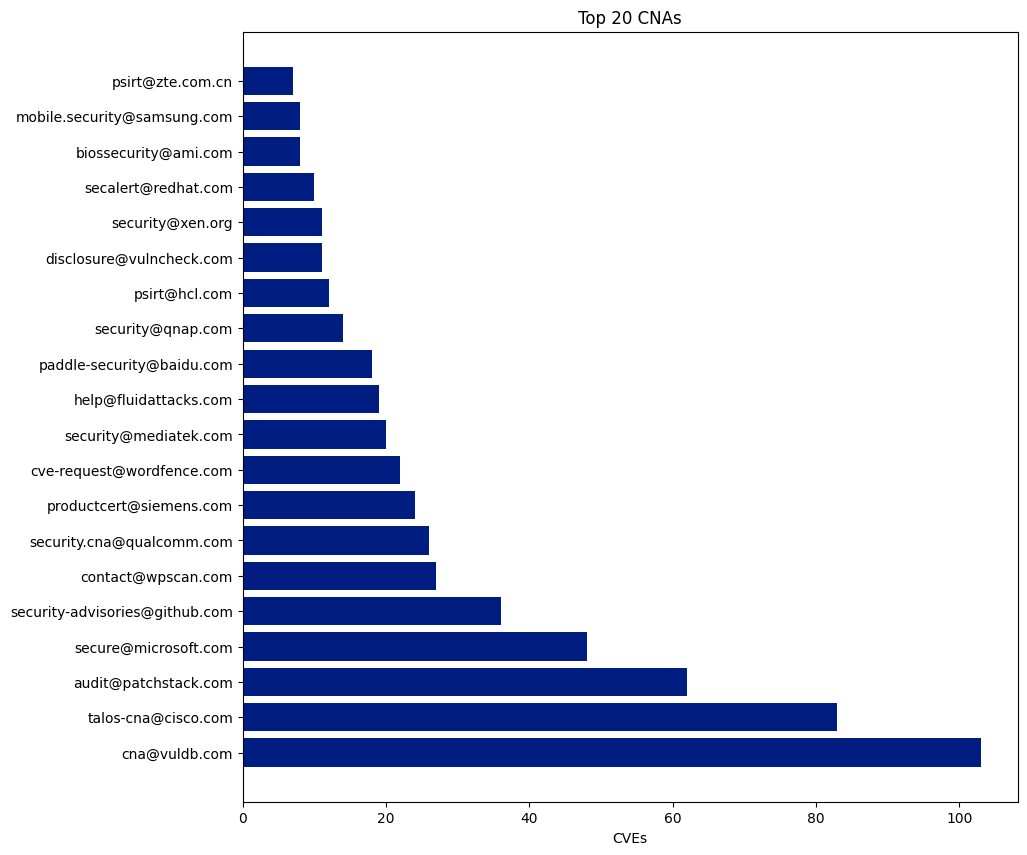 Top 20 CNAs
psirt@zte.com.cn
mobile.security@samsung.com
biossecurity@ami.com
secalert@redhat.com
security@xen.org
disclosure@vulncheck.com
psirt@hcl.com
security@qnap.com
paddle-security@baidu.com
help@fluidattacks.com
security@mediatek.com
cve-request@wordfence.com
productcert@siemens.com
security.cna@qualcomm.com
contact@wpscan.com
security-advisories@github.com
secure@microsoft.com
audit@patchstack.com
talos-cna@cisco.com
cna@vuldb.com
0 20 40 60 80 100
CVEs